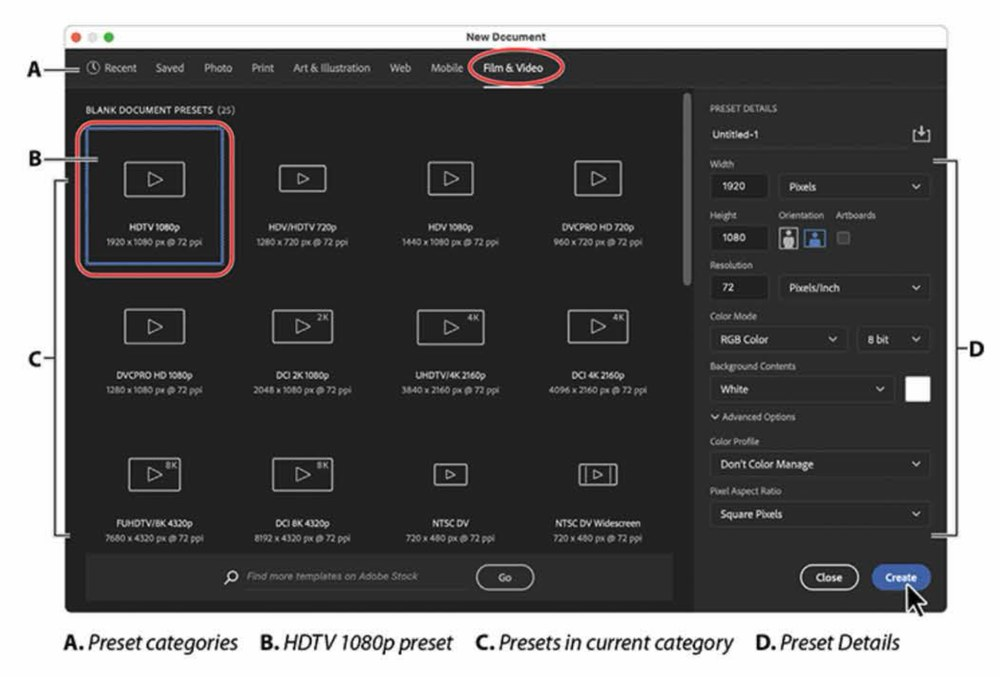 New Document
A
Recent Saved Photo Print Art & Illustration Web Mobile Film & Video
BLANK DOCUMENT PRESETS (25)
B
HDTV 1080p
1920 x 1080 px @ 72 ppi
HDV/HDTV 720p
1280 x 720 px @ 72 ppi
HDV 1080p
1440 x 1080 px @ 72 ppi
DVCPRO HD 720p
960 x 720 px @ 72 ppi
C
DVCPRO HD 1080p
1280 x 1080 px @ 72 ppi
2K
DCI 2K 1080p
2048 x 1080 px @ 72 ppi
4K
UHDTV/4K 2160p
3840 x 2160 px @ 72 ppi
4K
DCI 4K 2160p
4096 x 2160 px @ 72 ppi
8K
FUHDTV/8K 4320p
7680 x 4320 px @ 72 ppi
8K
DCI 8K 4320p
8192 x 4320 px @ 72 ppi
NTSC DV
720 x 480 px @ 72 ppi
NTSC DV Widescreen
720 x 480 px @ 72 ppi
Find more templates on Adobe Stock Go
PRESET DETAILS
Untitled-1
Width
1920 Pixels
Height Orientation Artboards
1080
Resolution
72 Pixels/Inch
Color Mode
RGB Color 8 bit
D
Background Contents
White
Advanced Options
Color Profile
Don't Color Manage
Pixel Aspect Ratio
Square Pixels
Close Create
A. Preset categories B. HDTV 1080p preset C. Presets in current category D. Preset Details